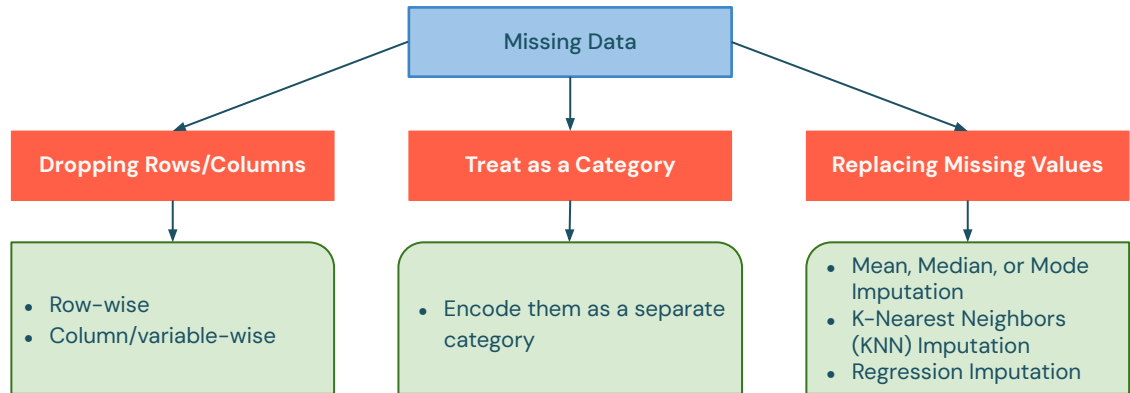 Missing Data
Dropping Rows/Columns
Treat as a Category
Replacing Missing Values
• Row-wise
• Column/variable-wise
• Encode them as a separate
category
• Mean, Median, or Mode
Imputation
• K-Nearest Neighbors
(KNN) Imputation
• Regression Imputation